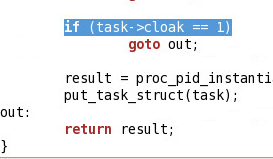 if (task->cloak == 1)
goto out;
result = proc_pid_instanti
put_task_struct(task);
out:
return result;
}